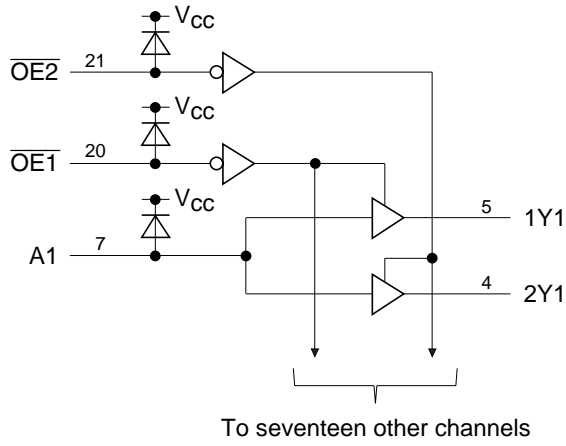 VCC
OE2 21
VCC
OE1 20
VCC
5 1Y1
A1 7
4 2Y1
To seventeen other channels